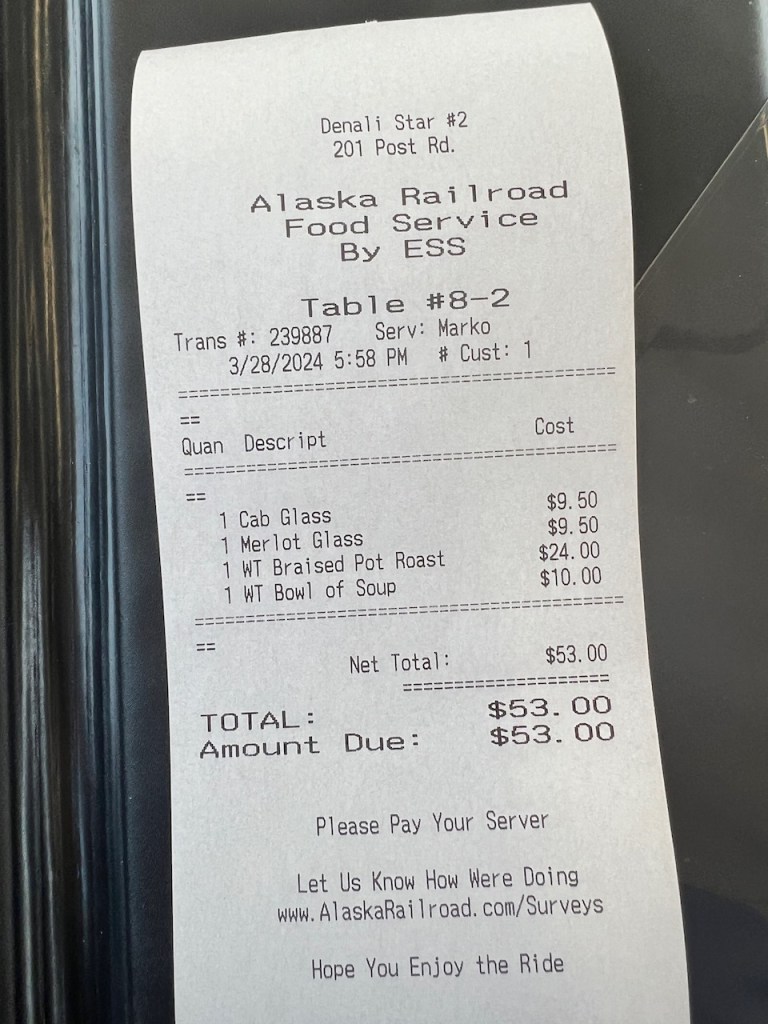 Denali Star #2
201 Post Rd.
Alaska Railroad
Food Service
By ESS
Table #8-2
Trans #: 239887 Serv: Marko
3/28/2024 5:58 PM # Cust: 1
==========================================
==
Quan Descript Cost
==========================================
==
1 Cab Glass $9.50
1 Merlot Glass $9.50
1 WT Braised Pot Roast $24.00
1 WT Bowl of Soup $10.00
==========================================
==
Net Total: $53.00
====================
TOTAL: $53.00
Amount Due: $53.00
Please Pay Your Server
Let Us Know How Were Doing
www.AlaskaRailroad.com/Surveys
Hope You Enjoy the Ride